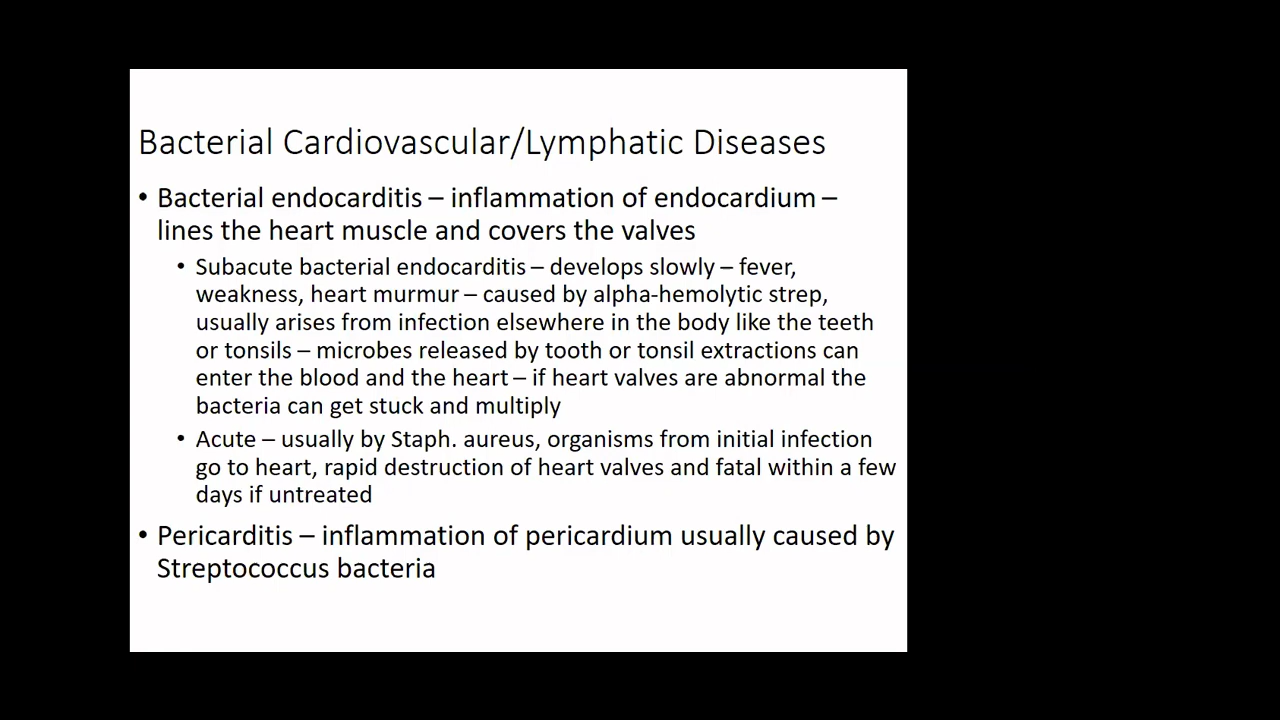 Bacterial Cardiovascular/Lymphatic Diseases
• Bacterial endocarditis – inflammation of endocardium –
lines the heart muscle and covers the valves
• Subacute bacterial endocarditis – develops slowly – fever,
weakness, heart murmur – caused by alpha-hemolytic strep,
usually arises from infection elsewhere in the body like the teeth
or tonsils – microbes released by tooth or tonsil extractions can
enter the blood and the heart – if heart valves are abnormal the
bacteria can get stuck and multiply
• Acute – usually by Staph. aureus, organisms from initial infection
go to heart, rapid destruction of heart valves and fatal within a few
days if untreated
• Pericarditis – inflammation of pericardium usually caused by
Streptococcus bacteria